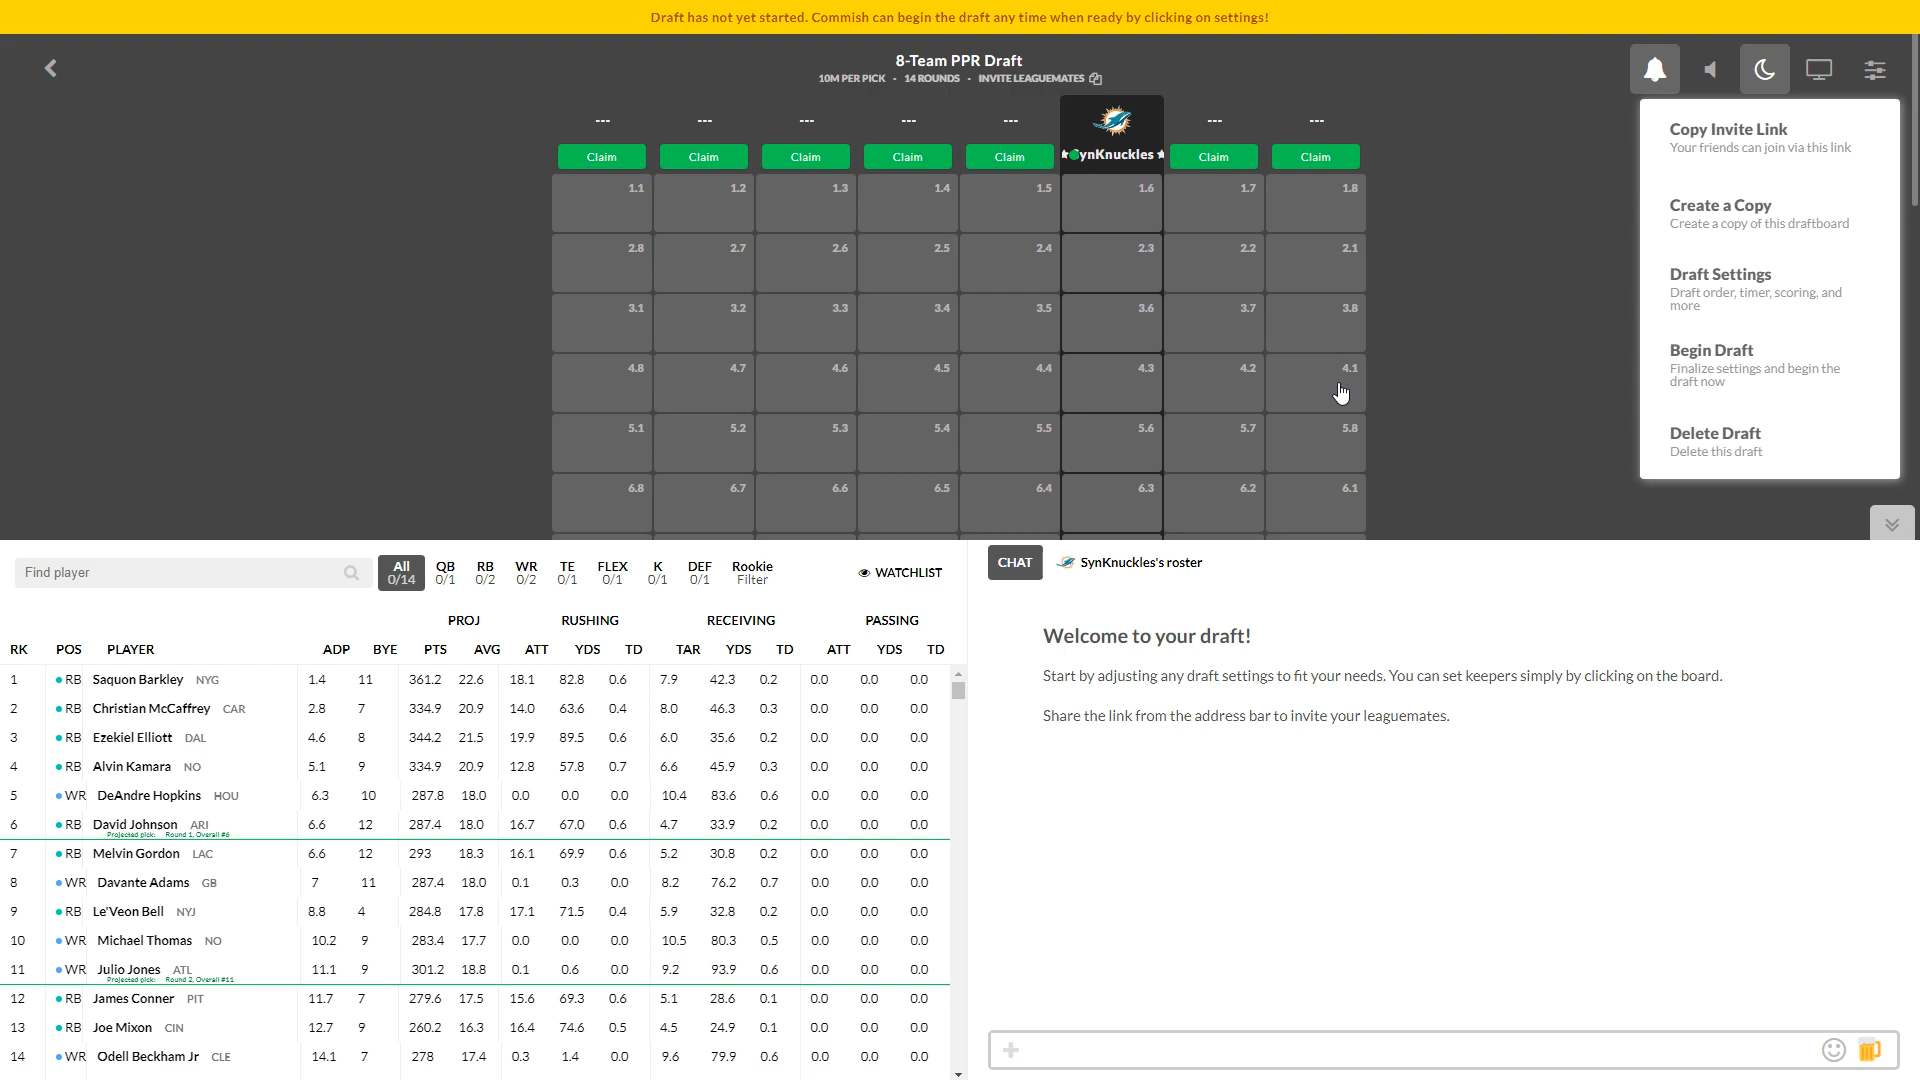 Draft has not yet started. Commish can begin the draft any time when ready by clicking on settings!
8-Team PPR Draft
10M PER PICK - 14 ROUNDS - INVITE LEAGUEMATES
--- --- --- --- --- --- ---
Claim Claim Claim Claim Claim SynKnuckles Claim Claim
1.1 1.2 1.3 1.4 1.5 1.6 1.7 1.8
2.8 2.7 2.6 2.5 2.4 2.3 2.2 2.1
3.1 3.2 3.3 3.4 3.5 3.6 3.7 3.8
4.8 4.7 4.6 4.5 4.4 4.3 4.2 4.1
5.1 5.2 5.3 5.4 5.5 5.6 5.7 5.8
6.8 6.7 6.6 6.5 6.4 6.3 6.2 6.1
Copy Invite Link
Your friends can join via this link
Create a Copy
Create a copy of this draftboard
Draft Settings
Draft order, timer, scoring, and
more
Begin Draft
Finalize settings and begin the
draft now
Delete Draft
Delete this draft
Find player
All QB RB WR TE FLEX K DEF Rookie
0/14 0/1 0/2 0/2 0/1 0/1 0/1 0/1 Filter
WATCHLIST
PROJ RUSHING RECEIVING PASSING
RK POS PLAYER ADP BYE PTS AVG ATT YDS TD TAR YDS TD ATT YDS TD
1 RB Saquon Barkley NYG 1.4 11 361.2 22.6 18.1 82.8 0.6 7.9 42.3 0.2 0.0 0.0 0.0
2 RB Christian McCaffrey CAR 2.8 7 334.9 20.9 14.0 63.6 0.4 8.0 46.3 0.3 0.0 0.0 0.0
3 RB Ezekiel Elliott DAL 4.6 8 344.2 21.5 19.9 89.5 0.6 6.0 35.6 0.2 0.0 0.0 0.0
4 RB Alvin Kamara NO 5.1 9 334.9 20.9 12.8 57.8 0.7 6.6 45.9 0.3 0.0 0.0 0.0
5 WR DeAndre Hopkins HOU 6.3 10 287.8 18.0 0.0 0.0 0.0 10.4 83.6 0.6 0.0 0.0 0.0
6 RB David Johnson ARI 6.6 12 287.4 18.0 16.7 67.0 0.6 4.7 33.9 0.2 0.0 0.0 0.0
Projected pick: Round 1, Overall #6
7 RB Melvin Gordon LAC 6.6 12 293 18.3 16.1 69.9 0.6 5.2 30.8 0.2 0.0 0.0 0.0
8 WR Davante Adams GB 7 11 287.4 18.0 0.1 0.3 0.0 8.2 76.2 0.7 0.0 0.0 0.0
9 RB Le'Veon Bell NYJ 8.8 4 284.8 17.8 17.1 71.5 0.4 5.9 32.8 0.2 0.0 0.0 0.0
10 WR Michael Thomas NO 10.2 9 283.4 17.7 0.0 0.0 0.0 10.5 80.3 0.5 0.0 0.0 0.0
11 WR Julio Jones ATL 11.1 9 301.2 18.8 0.1 0.6 0.0 9.2 93.9 0.6 0.0 0.0 0.0
Projected pick: Round 2, Overall #11
12 RB James Conner PIT 11.7 7 279.6 17.5 15.6 69.3 0.6 5.1 28.6 0.1 0.0 0.0 0.0
13 RB Joe Mixon CIN 12.7 9 260.2 16.3 16.4 74.6 0.5 4.5 24.9 0.1 0.0 0.0 0.0
14 WR Odell Beckham Jr CLE 14.1 7 278 17.4 0.3 1.4 0.0 9.6 79.9 0.6 0.0 0.0 0.0
CHAT SynKnuckles's roster
Welcome to your draft!
Start by adjusting any draft settings to fit your needs. You can set keepers simply by clicking on the board.
Share the link from the address bar to invite your leaguemates.